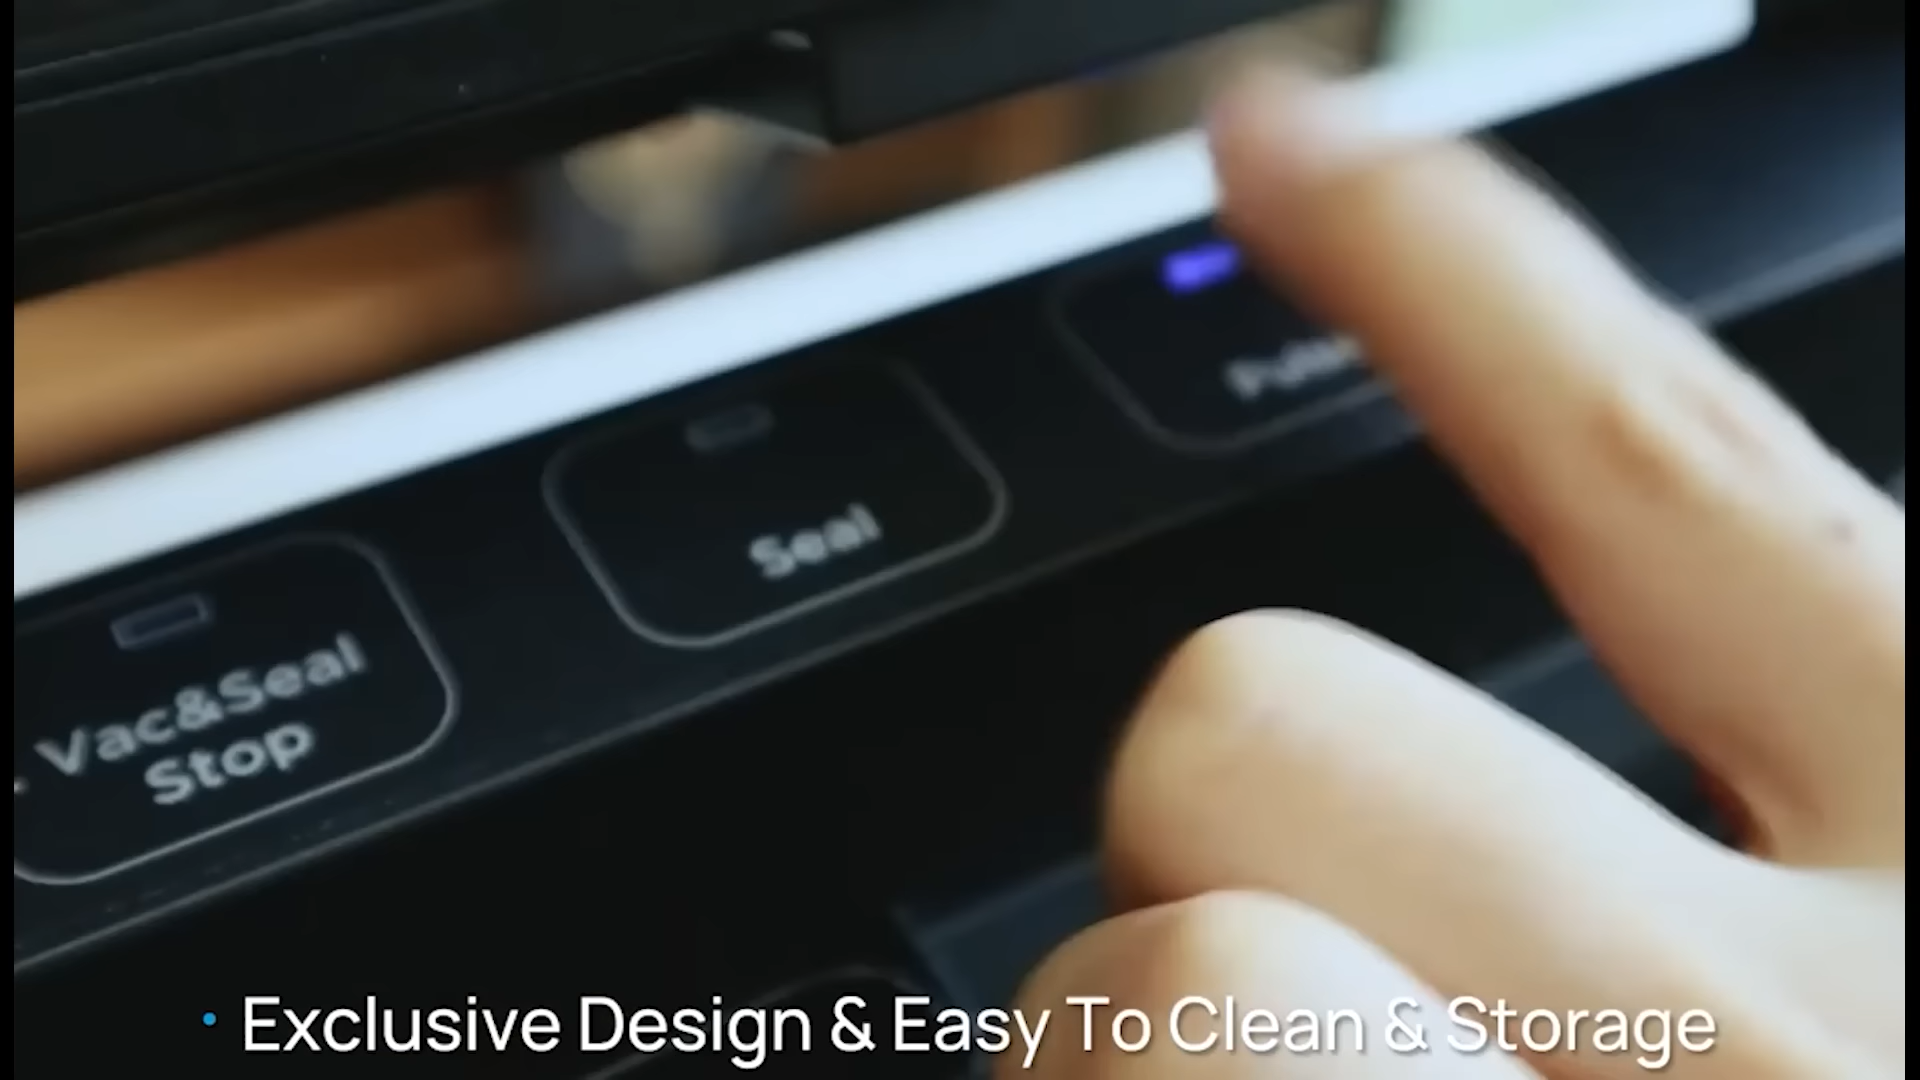 Seal
Vac&Seal
Stop
Exclusive Design & Easy To Clean & Storage